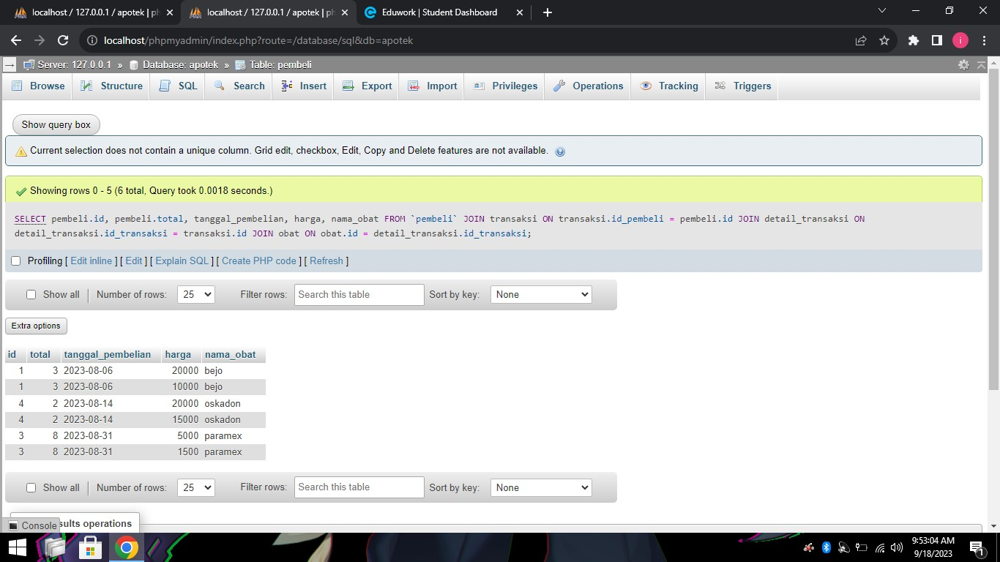 localhost / 127.0.0.1 / apotek | ph
localhost / 127.0.0.1 / apotek | ph
Eduwork | Student Dashboard
localhost/phpmyadmin/index.php?route=/database/sql&db=apotek
i
Server: 127.0.0.1 » Database: apotek » Table: pembeli
Browse Structure SQL Search Insert Export Import Privileges Operations Tracking Triggers
Show query box
Current selection does not contain a unique column. Grid edit, checkbox, Edit, Copy and Delete features are not available.
Showing rows 0 - 5 (6 total, Query took 0.0018 seconds.)
SELECT pembeli.id, pembeli.total, tanggal_pembelian, harga, nama_obat FROM `pembeli` JOIN transaksi ON transaksi.id_pembeli = pembeli.id JOIN detail_transaksi ON
detail_transaksi.id_transaksi = transaksi.id JOIN obat ON obat.id = detail_transaksi.id_transaksi;
Profiling [ Edit inline ] [ Edit ] [ Explain SQL ] [ Create PHP code ] [ Refresh ]
Show all | Number of rows: 25 Filter rows: Search this table Sort by key: None
Extra options
id total tanggal_pembelian harga nama_obat
1 3 2023-08-06 20000 bejo
1 3 2023-08-06 10000 bejo
4 2 2023-08-14 20000 oskadon
4 2 2023-08-14 15000 oskadon
3 8 2023-08-31 5000 paramex
3 8 2023-08-31 1500 paramex
Show all | Number of rows: 25 Filter rows: Search this table Sort by key: None
Console sults operations
9:53:04 AM
9/18/2023
1